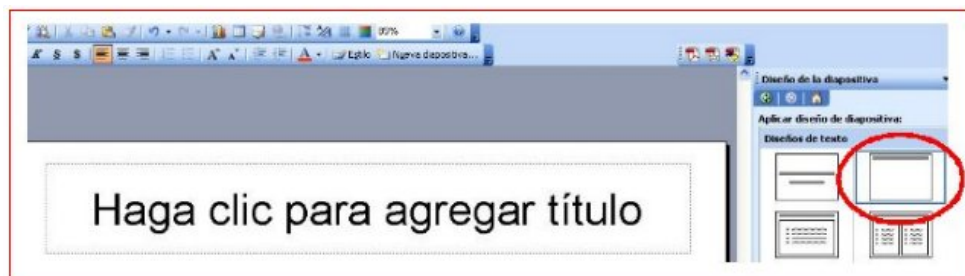 89%
K S S
Estilo Nueva diapositiva...
Diseño de la diapositiva
Aplicar diseño de diapositiva:
Diseños de texto
Haga clic para agregar título